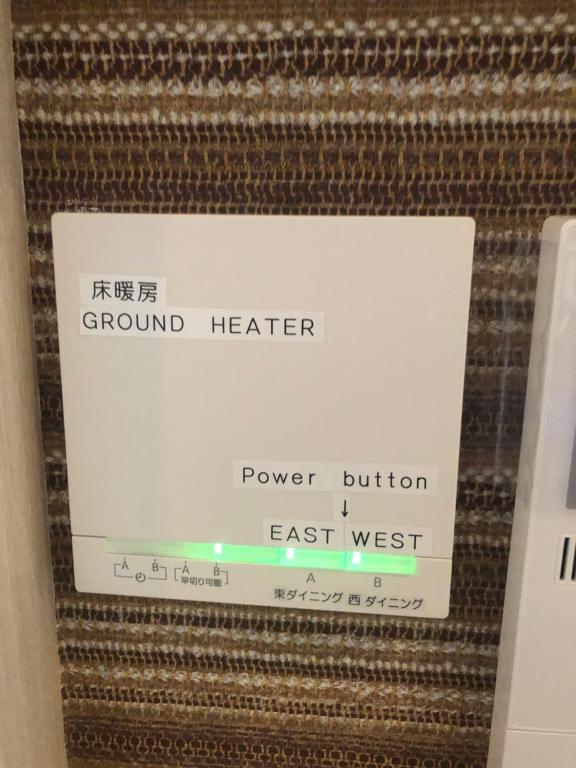 床暖房
GROUND HEATER
Power button
↓
EAST WEST
A B A B A B
早切り可能
東ダイニング 西 ダイニング